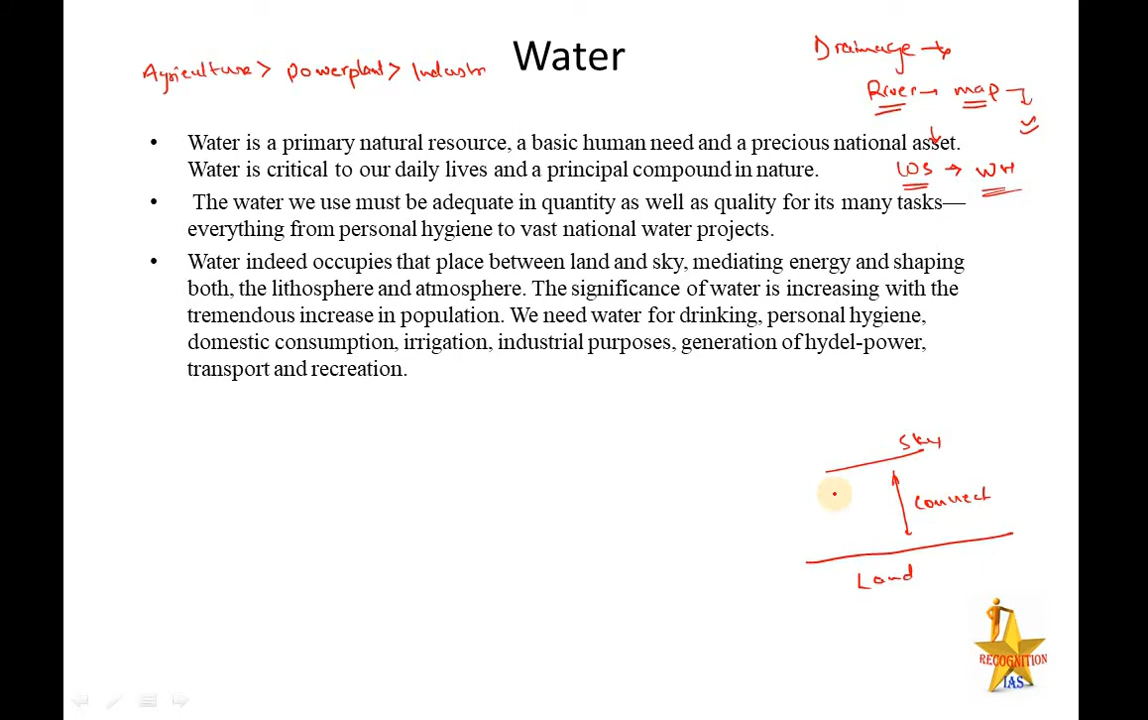 Water
Agriculture > Powerplant > Industr
Drainage →
River → map
WS → WH
• Water is a primary natural resource, a basic human need and a precious national asset.
Water is critical to our daily lives and a principal compound in nature.
• The water we use must be adequate in quantity as well as quality for its many tasks—
everything from personal hygiene to vast national water projects.
• Water indeed occupies that place between land and sky, mediating energy and shaping
both, the lithosphere and atmosphere. The significance of water is increasing with the
tremendous increase in population. We need water for drinking, personal hygiene,
domestic consumption, irrigation, industrial purposes, generation of hydel-power,
transport and recreation.
Sky
Connect
Land
RECOGNITION
IAS